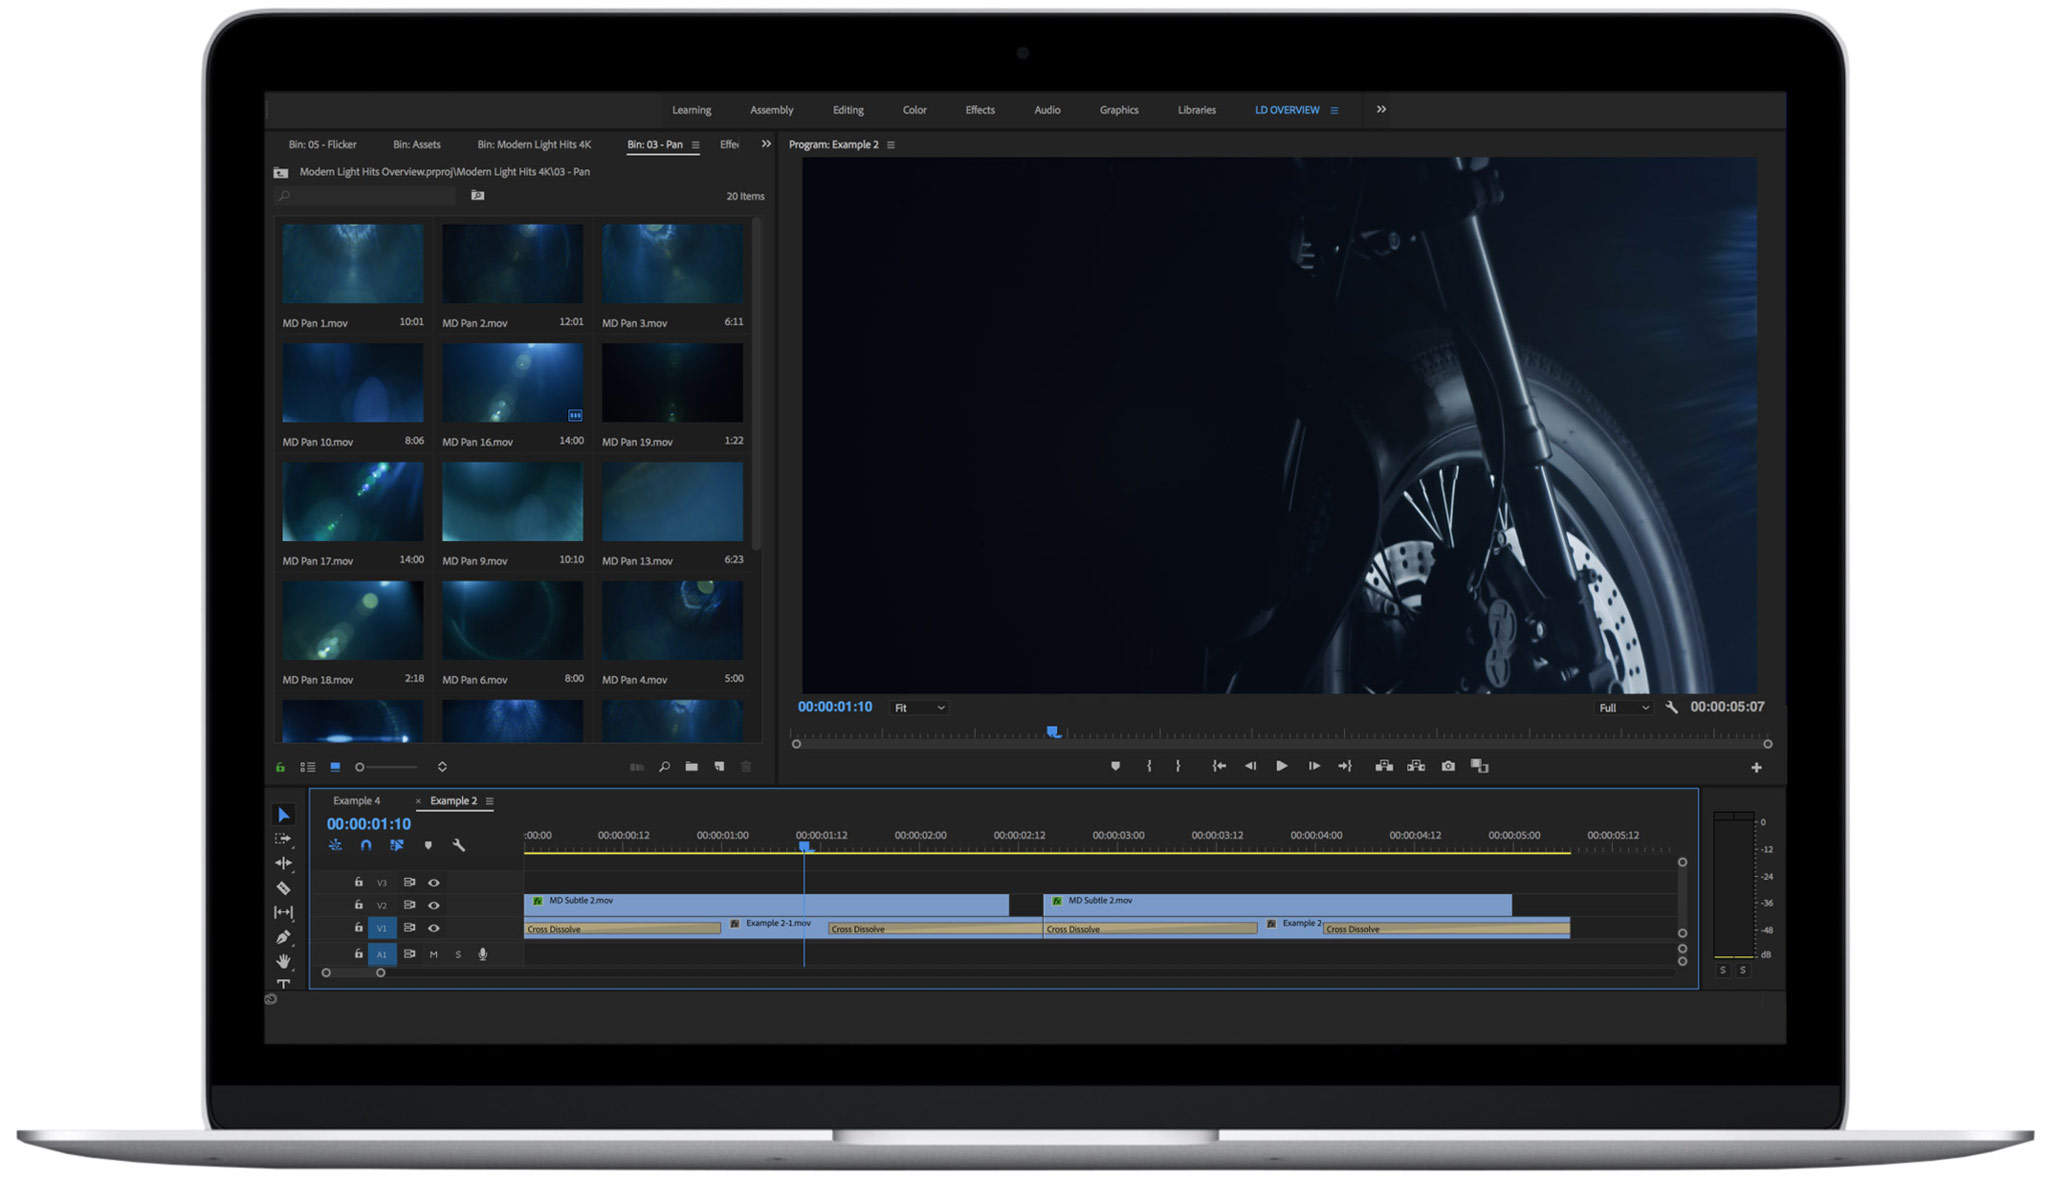 Learning Assembly Editing Color Effects Audio Graphics Libraries LD OVERVIEW
Bin: 05 - Flicker Bin: Assets Bin: Modern Light Hits 4K Bin: 03 - Pan Effe
Program: Example 2
Modern Light Hits Overview.prproj\Modern Light Hits 4K\03 - Pan
20 Items
MD Pan 1.mov 10:01 MD Pan 2.mov 12:01 MD Pan 3.mov 6:11
MD Pan 10.mov 8:06 MD Pan 16.mov 14:00 MD Pan 19.mov 1:22
MD Pan 17.mov 14:00 MD Pan 9.mov 10:10 MD Pan 13.mov 6:23
MD Pan 18.mov 2:18 MD Pan 6.mov 8:00 MD Pan 4.mov 5:00
00:00:01:10 Fit Full 00:00:05:07
Example 4 × Example 2
00:00:01:10
:00:00 00:00:00:12 00:00:01:00 00:00:01:12 00:00:02:00 00:00:02:12 00:00:03:00 00:00:03:12 00:00:04:00 00:00:04:12 00:00:05:00 00:00:05:12
V3
V2 fx MD Subtle 2.mov fx MD Subtle 2.mov
V1 Cross Dissolve fx Example 2-1.mov Cross Dissolve Cross Dissolve fx Example 2 Cross Dissolve
A1 M S
0
-12
-24
-36
-48
dB
S S